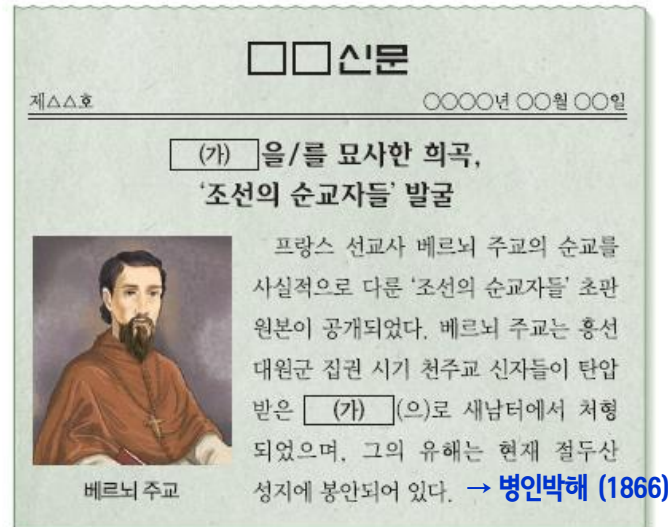 □□신문
제△△호 ○○○○년 ○○월 ○○일
(가) 을/를 묘사한 희곡,
‘조선의 순교자들’ 발굴
프랑스 선교사 베르뇌 주교의 순교를
사실적으로 다룬 ‘조선의 순교자들’ 초판
원본이 공개되었다. 베르뇌 주교는 흥선
대원군 집권 시기 천주교 신자들이 탄압
받은 (가) (으)로 새남터에서 처형
되었으며, 그의 유해는 현재 절두산
성지에 봉안되어 있다. → 병인박해 (1866)
베르뇌 주교